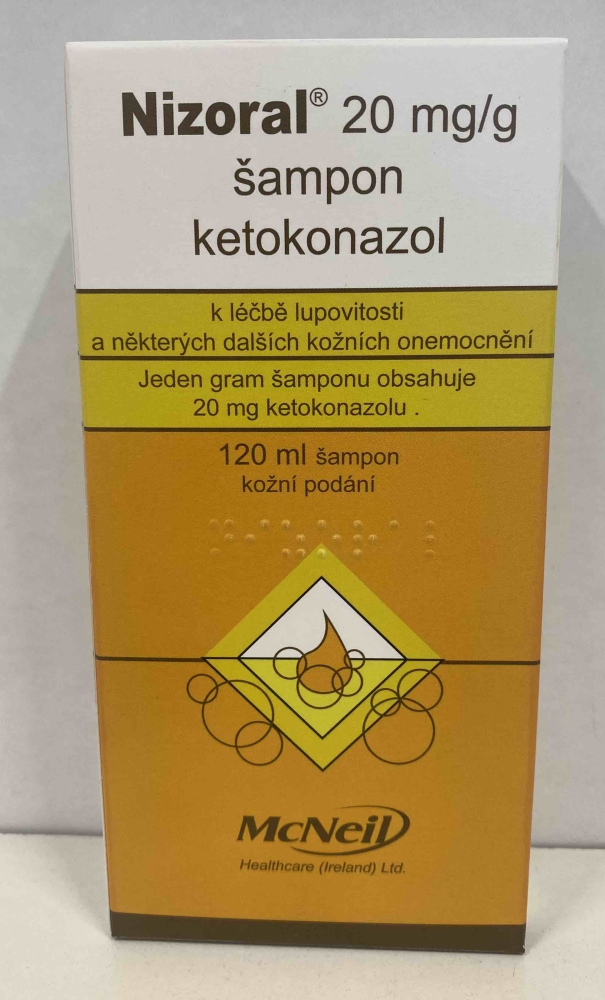 Nizoral® 20 mg/g
šampon
ketokonazol
k léčbě lupovitosti
a některých dalších kožních onemocnění
Jeden gram šamponu obsahuje
20 mg ketokonazolu .
120 ml šampon
kožní podání
McNeil
Healthcare (Ireland) Ltd.